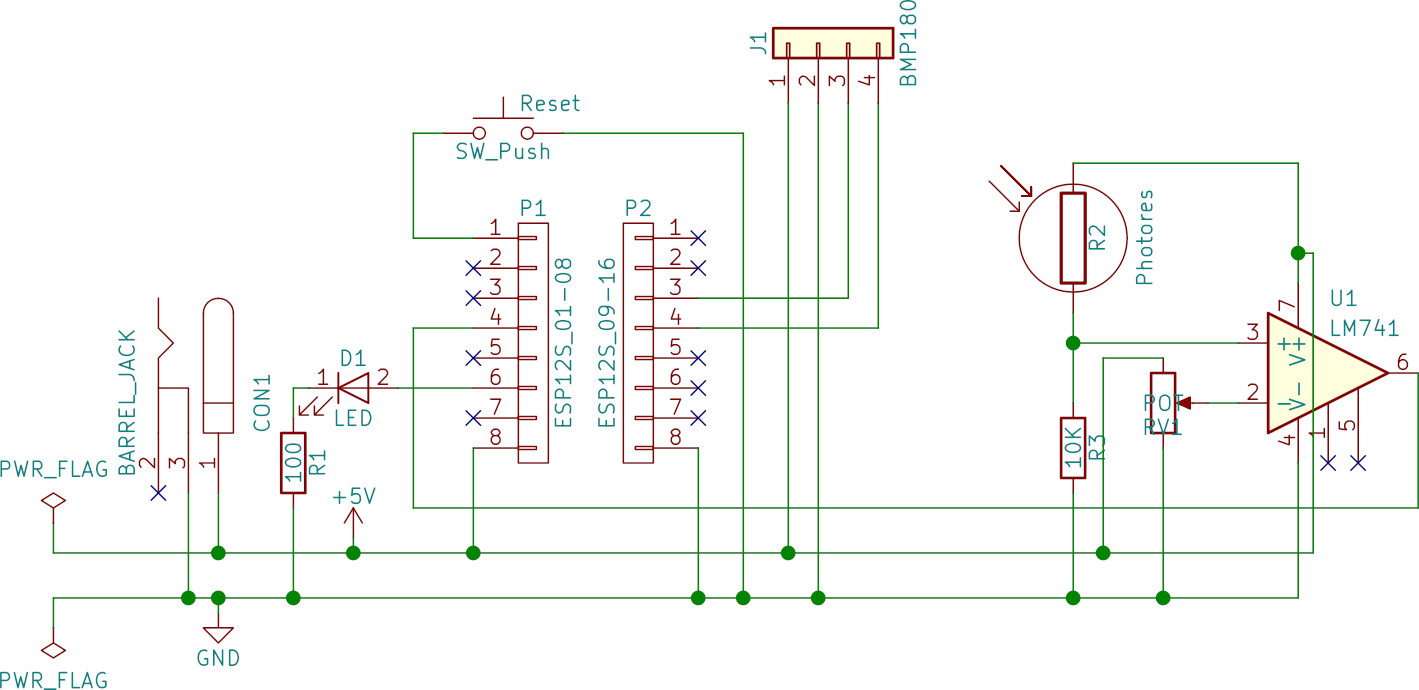 J1
BMP180
1
2
3
4
Reset
SW_Push
P1
P2
1
2
3
4
5
6
7
8
ESP12S_01-08
ESP12S_09-16
1
2
3
4
5
6
7
8
R2
Photores
U1
LM741
7
3
V+
6
2
V-
4
1
5
POT
RV1
10K
R3
D1
1
2
LED
BARREL_JACK
CON1
2
3
1
100
R1
PWR_FLAG
+5V
GND
PWR_FLAG